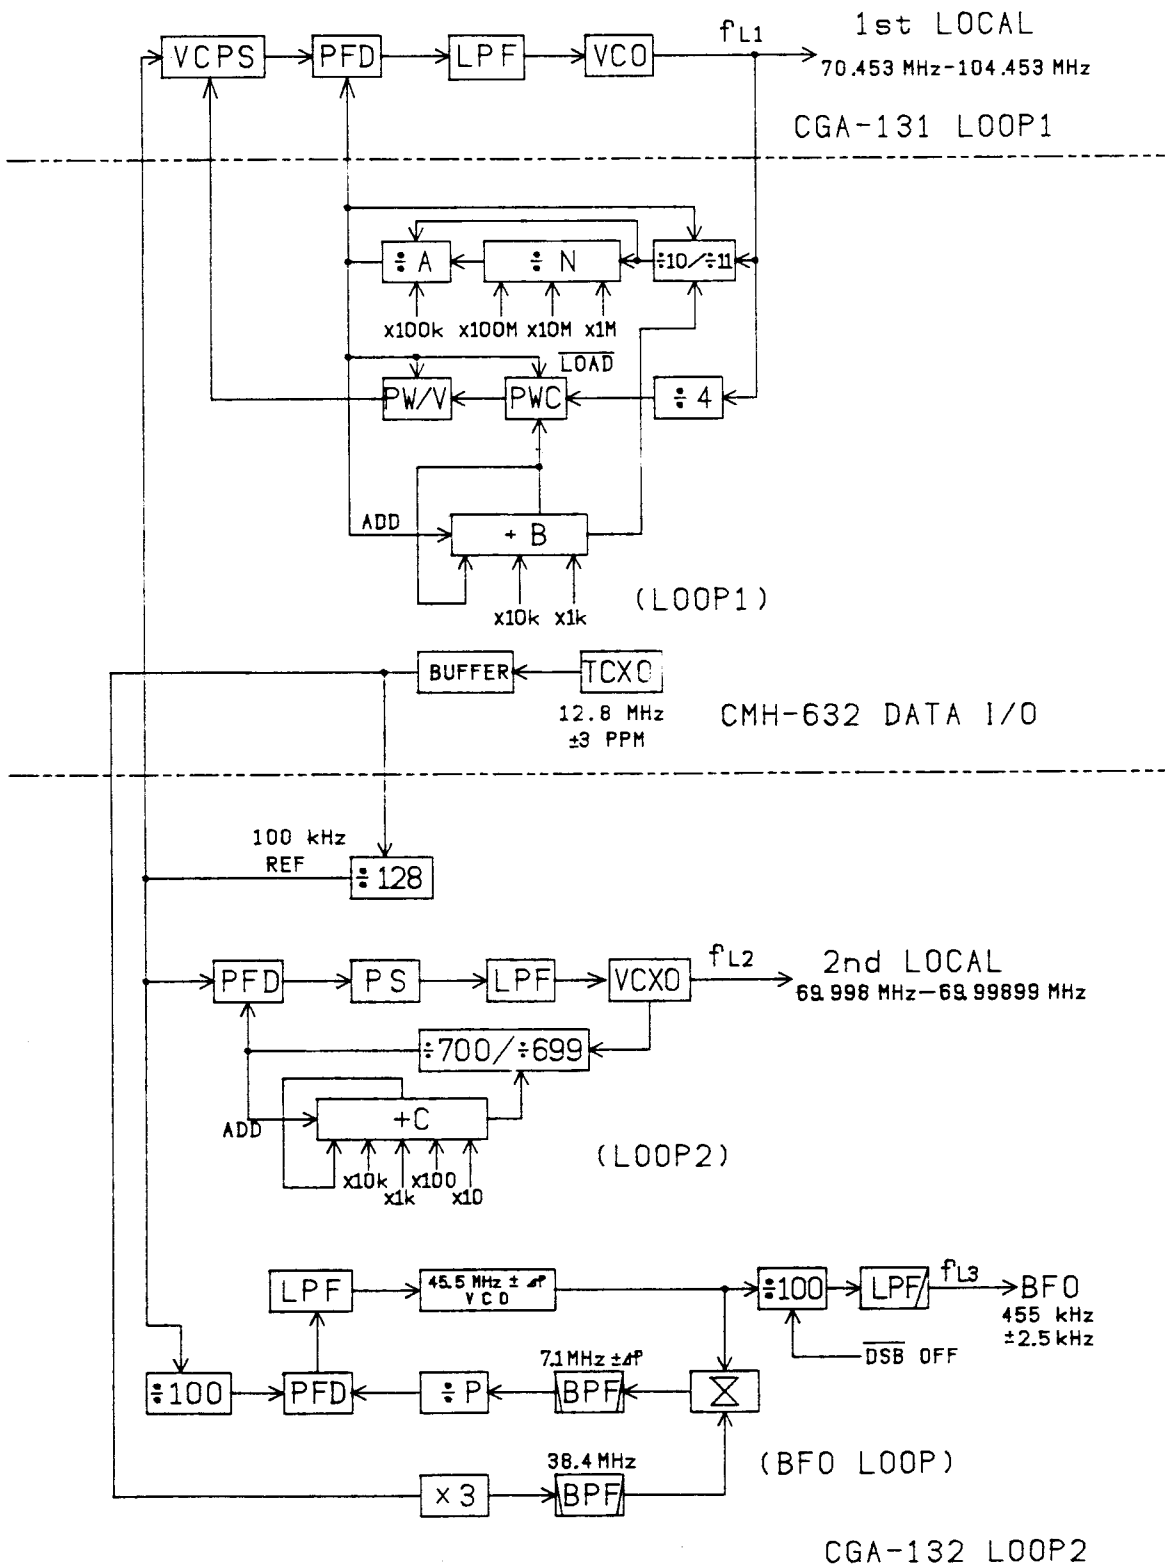 1st LOCAL
fL1
VCPS PFD LPF VCO
70.453 MHz-104.453 MHz
CGA-131 LOOP1
÷ A ÷ N ÷10/÷11
x100k x100M x10M x1M
LOAD
PW/V PWC ÷ 4
ADD
+ B
x10k x1k
(LOOP1)
BUFFER TCXO
12.8 MHz
±3 PPM
CMH-632 DATA I/O
100 kHz
REF
÷ 128
fL2
2nd LOCAL
PFD PS LPF VCXO
69.998 MHz—69.99899 MHz
÷700/÷699
+C
ADD
(LOOP2)
x10k x1k x100 x10
LPF
45.5 MHz ± Δf
VCO
÷100 LPF
fL3
BFO
455 kHz
±2.5 kHz
DSB OFF
7.1 MHz ±Δf
÷100 PFD ÷ P BPF
38.4 MHz
(BFO LOOP)
×3 BPF
CGA-132 LOOP2